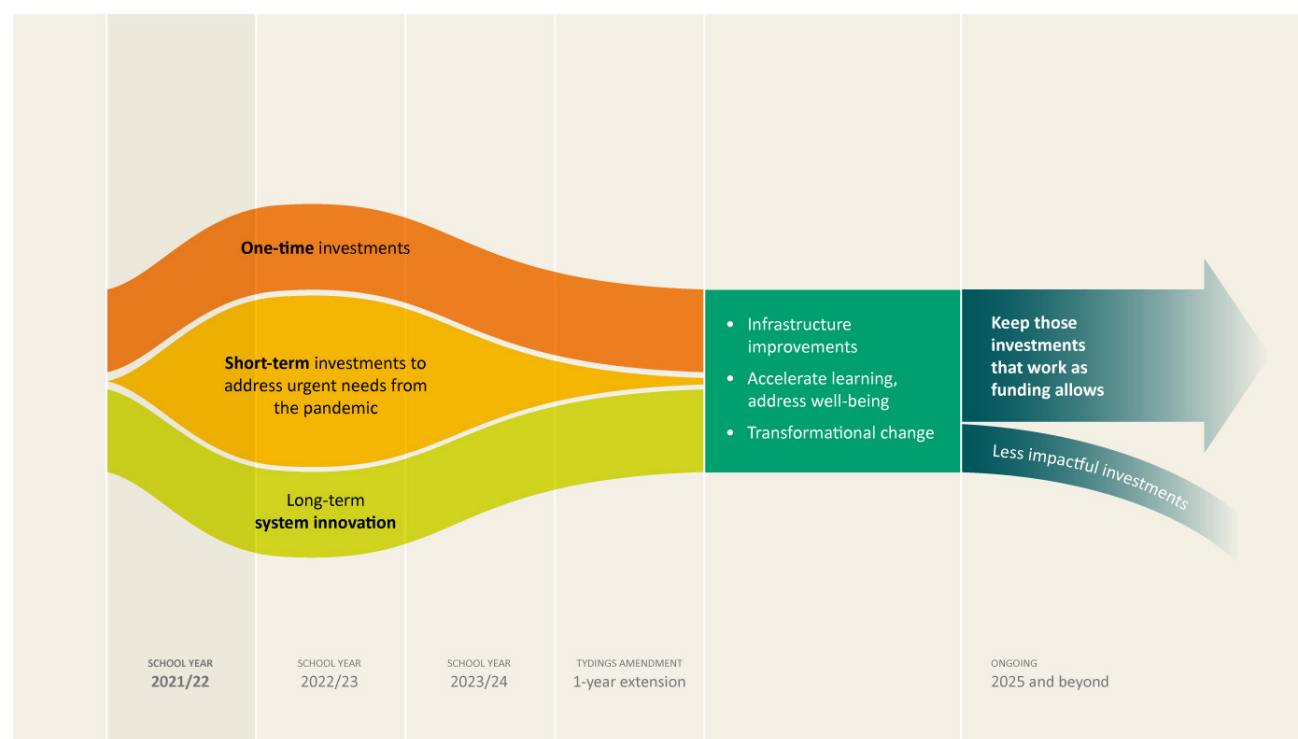 One-time investments
Short-term investments to
address urgent needs from
the pandemic
Long-term
system innovation
• Infrastructure
improvements
• Accelerate learning,
address well-being
• Transformational change
Keep those
investments
that work as
funding allows
Less impactful investments
SCHOOL YEAR
2021/22
SCHOOL YEAR
2022/23
SCHOOL YEAR
2023/24
TYDINGS AMENDMENT
1-year extension
ONGOING
2025 and beyond